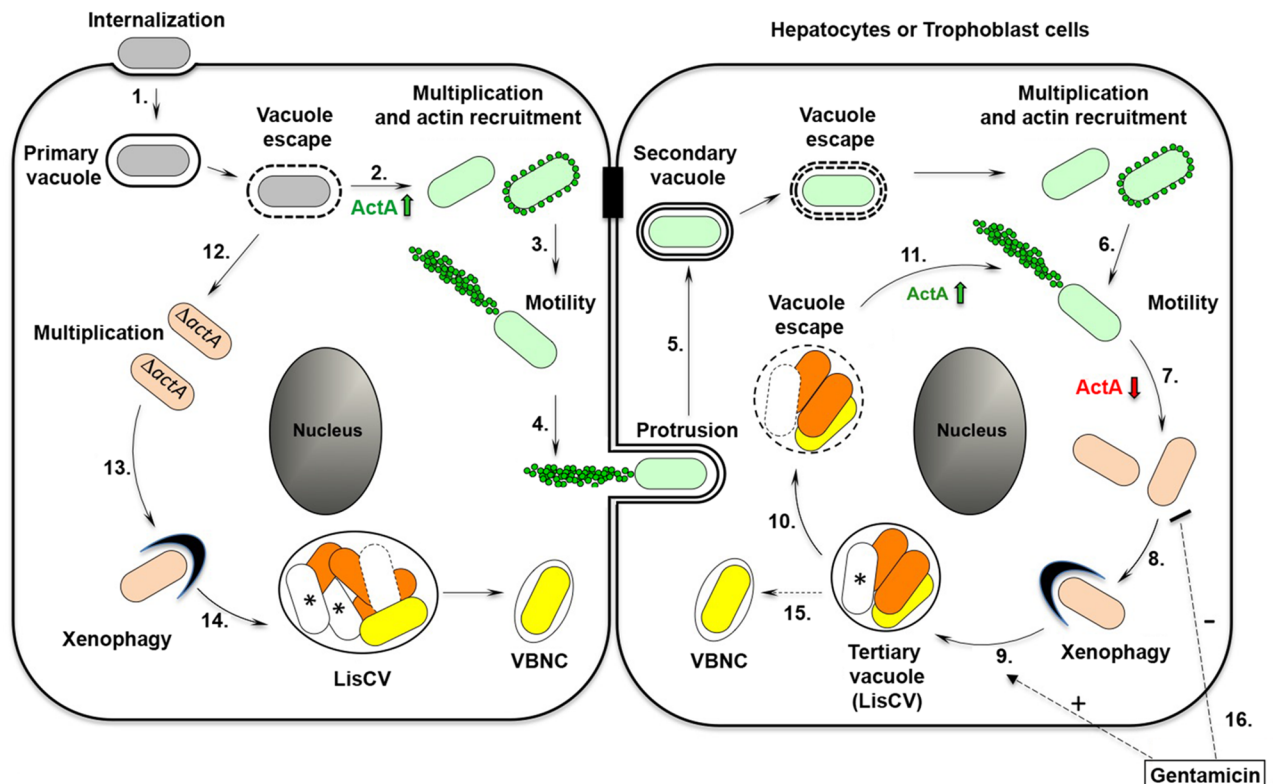 Internalization
Hepatocytes or Trophoblast cells
1.
Primary
vacuole
Vacuole
escape
2.
ActA
Multiplication
and actin recruitment
3.
Motility
4.
12.
Multiplication
ΔactA
ΔactA
13.
Nucleus
Xenophagy
14.
*
*
LisCV
VBNC
Secondary
vacuole
Vacuole
escape
Multiplication
and actin recruitment
5.
Protrusion
6.
Motility
11.
ActA
Vacuole
escape
7.
ActA
Nucleus
8.
Xenophagy
9.
10.
*
Tertiary
vacuole
(LisCV)
15.
VBNC
+
-
16.
Gentamicin